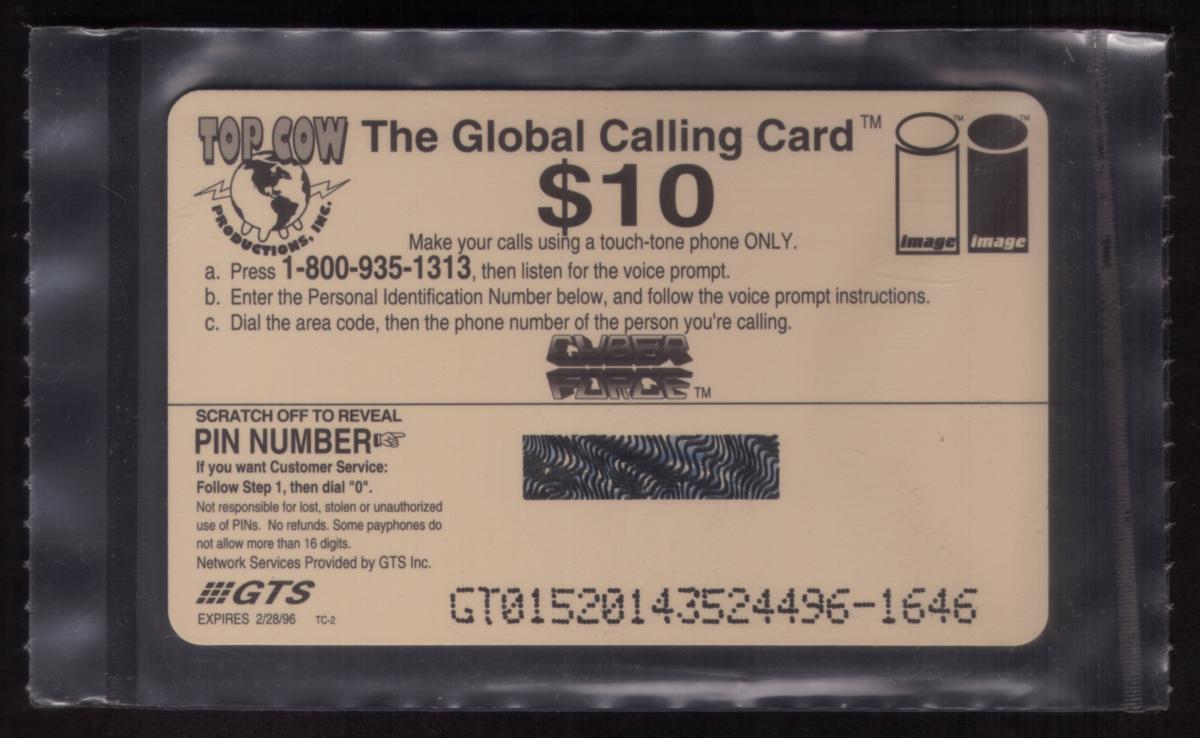 TOP COW
PRODUCTIONS, INC.
The Global Calling Card™
$10
image™ image™
Make your calls using a touch-tone phone ONLY.
a. Press 1-800-935-1313, then listen for the voice prompt.
b. Enter the Personal Identification Number below, and follow the voice prompt instructions.
c. Dial the area code, then the phone number of the person you're calling.
CYBER
FORCE™
SCRATCH OFF TO REVEAL
PIN NUMBER☞
If you want Customer Service:
Follow Step 1, then dial "0".
Not responsible for lost, stolen or unauthorized
use of PINs. No refunds. Some payphones do
not allow more than 16 digits.
Network Services Provided by GTS Inc.
GTS
EXPIRES 2/28/96 TC-2
GT01520143524496-1646